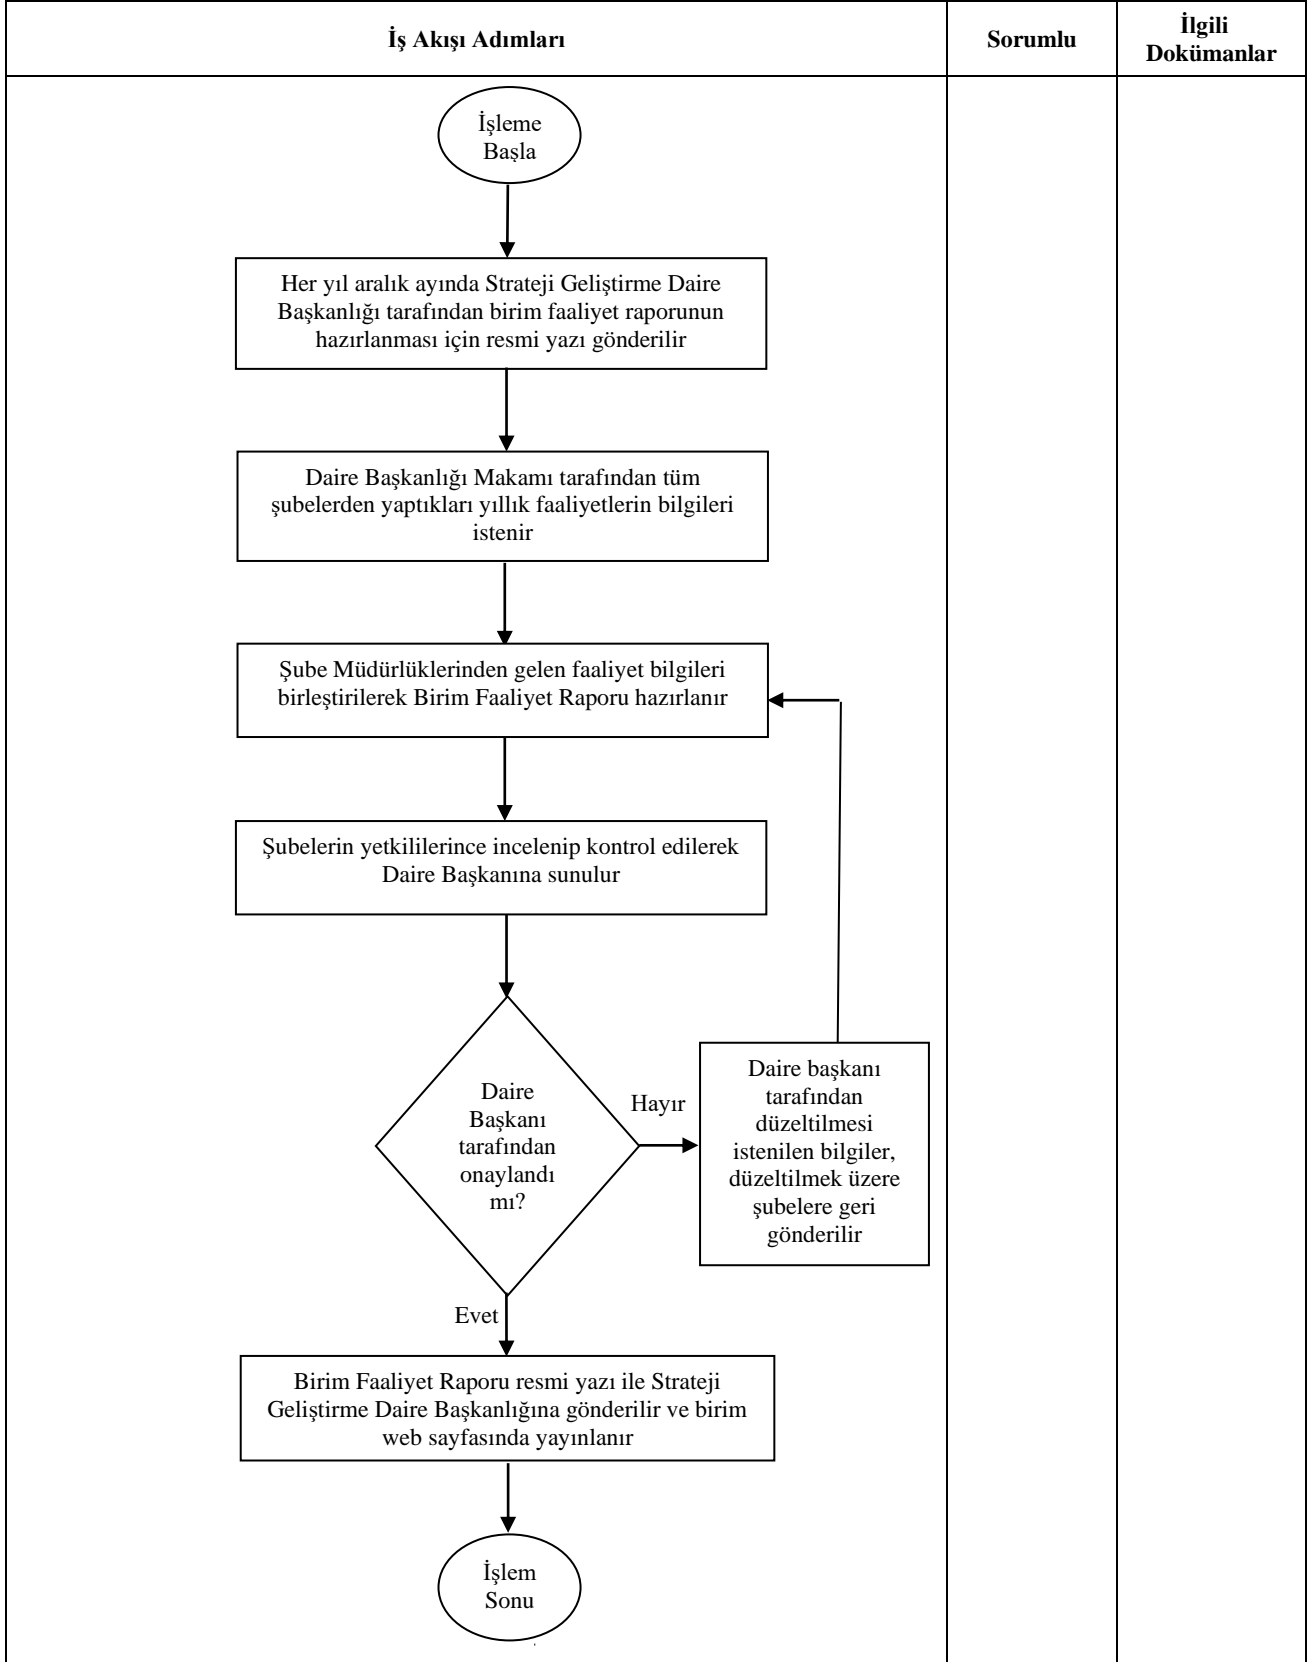 İş Akışı Adımları
Sorumlu
İlgili
Dokümanlar
İşleme
Başla
Her yıl aralık ayında Strateji Geliştirme Daire
Başkanlığı tarafından birim faaliyet raporunun
hazırlanması için resmi yazı gönderilir
Daire Başkanlığı Makamı tarafından tüm
şubelerden yaptıkları yıllık faaliyetlerin bilgileri
istenir
Şube Müdürlüklerinden gelen faaliyet bilgileri
birleştirilerek Birim Faaliyet Raporu hazırlanır
Şubelerin yetkililerince incelenip kontrol edilerek
Daire Başkanına sunulur
Daire
Başkanı
tarafından
onaylandı
mı?
Hayır
Daire başkanı
tarafından
düzeltilmesi
istenilen bilgiler,
düzeltilmek üzere
şubelere geri
gönderilir
Evet
Birim Faaliyet Raporu resmi yazı ile Strateji
Geliştirme Daire Başkanlığına gönderilir ve birim
web sayfasında yayınlanır
İşlem
Sonu